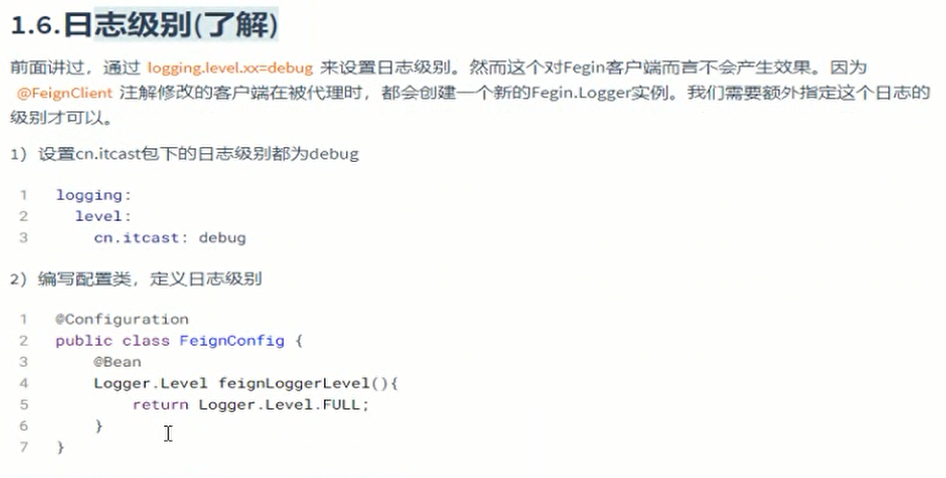 1.6.日志级别(了解)
前面讲过，通过 logging.level.xx=debug 来设置日志级别。然而这个对Fegin客户端而言不会产生效果。因为
@FeignClient 注解修改的客户端在被代理时，都会创建一个新的Fegin.Logger实例。我们需要额外指定这个日志的
级别才可以。
1）设置cn.itcast包下的日志级别都为debug
1 logging:
2   level:
3     cn.itcast: debug
2）编写配置类，定义日志级别
1 @Configuration
2 public class FeignConfig {
3     @Bean
4     Logger.Level feignLoggerLevel(){
5         return Logger.Level.FULL;
6     }
7 }